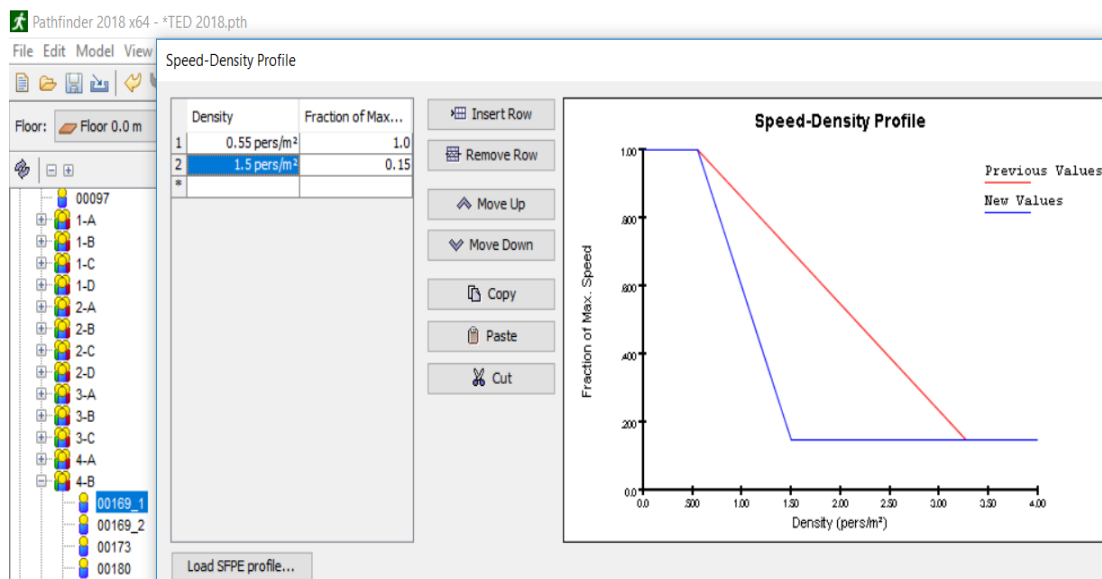 Pathfinder 2018 x64 - *TED 2018.pth
File Edit Model View
Speed-Density Profile
Floor: Floor 0.0 m
Density Fraction of Max...
1 0.55 pers/m² 1.0
2 1.5 pers/m² 0.15
*
Insert Row
Remove Row
Move Up
Move Down
Copy
Paste
Cut
Load SFPE profile...
00097
1-A
1-B
1-C
1-D
2-A
2-B
2-C
2-D
3-A
3-B
3-C
4-A
4-B
00169_1
00169_2
00173
00180
Speed-Density Profile
Previous Values
New Values
Fraction of Max. Speed
1.00
.800
.600
.400
.200
0.0
0.0 .500 1.00 1.50 2.00 2.50 3.00 3.50 4.00
Density (pers/m²)